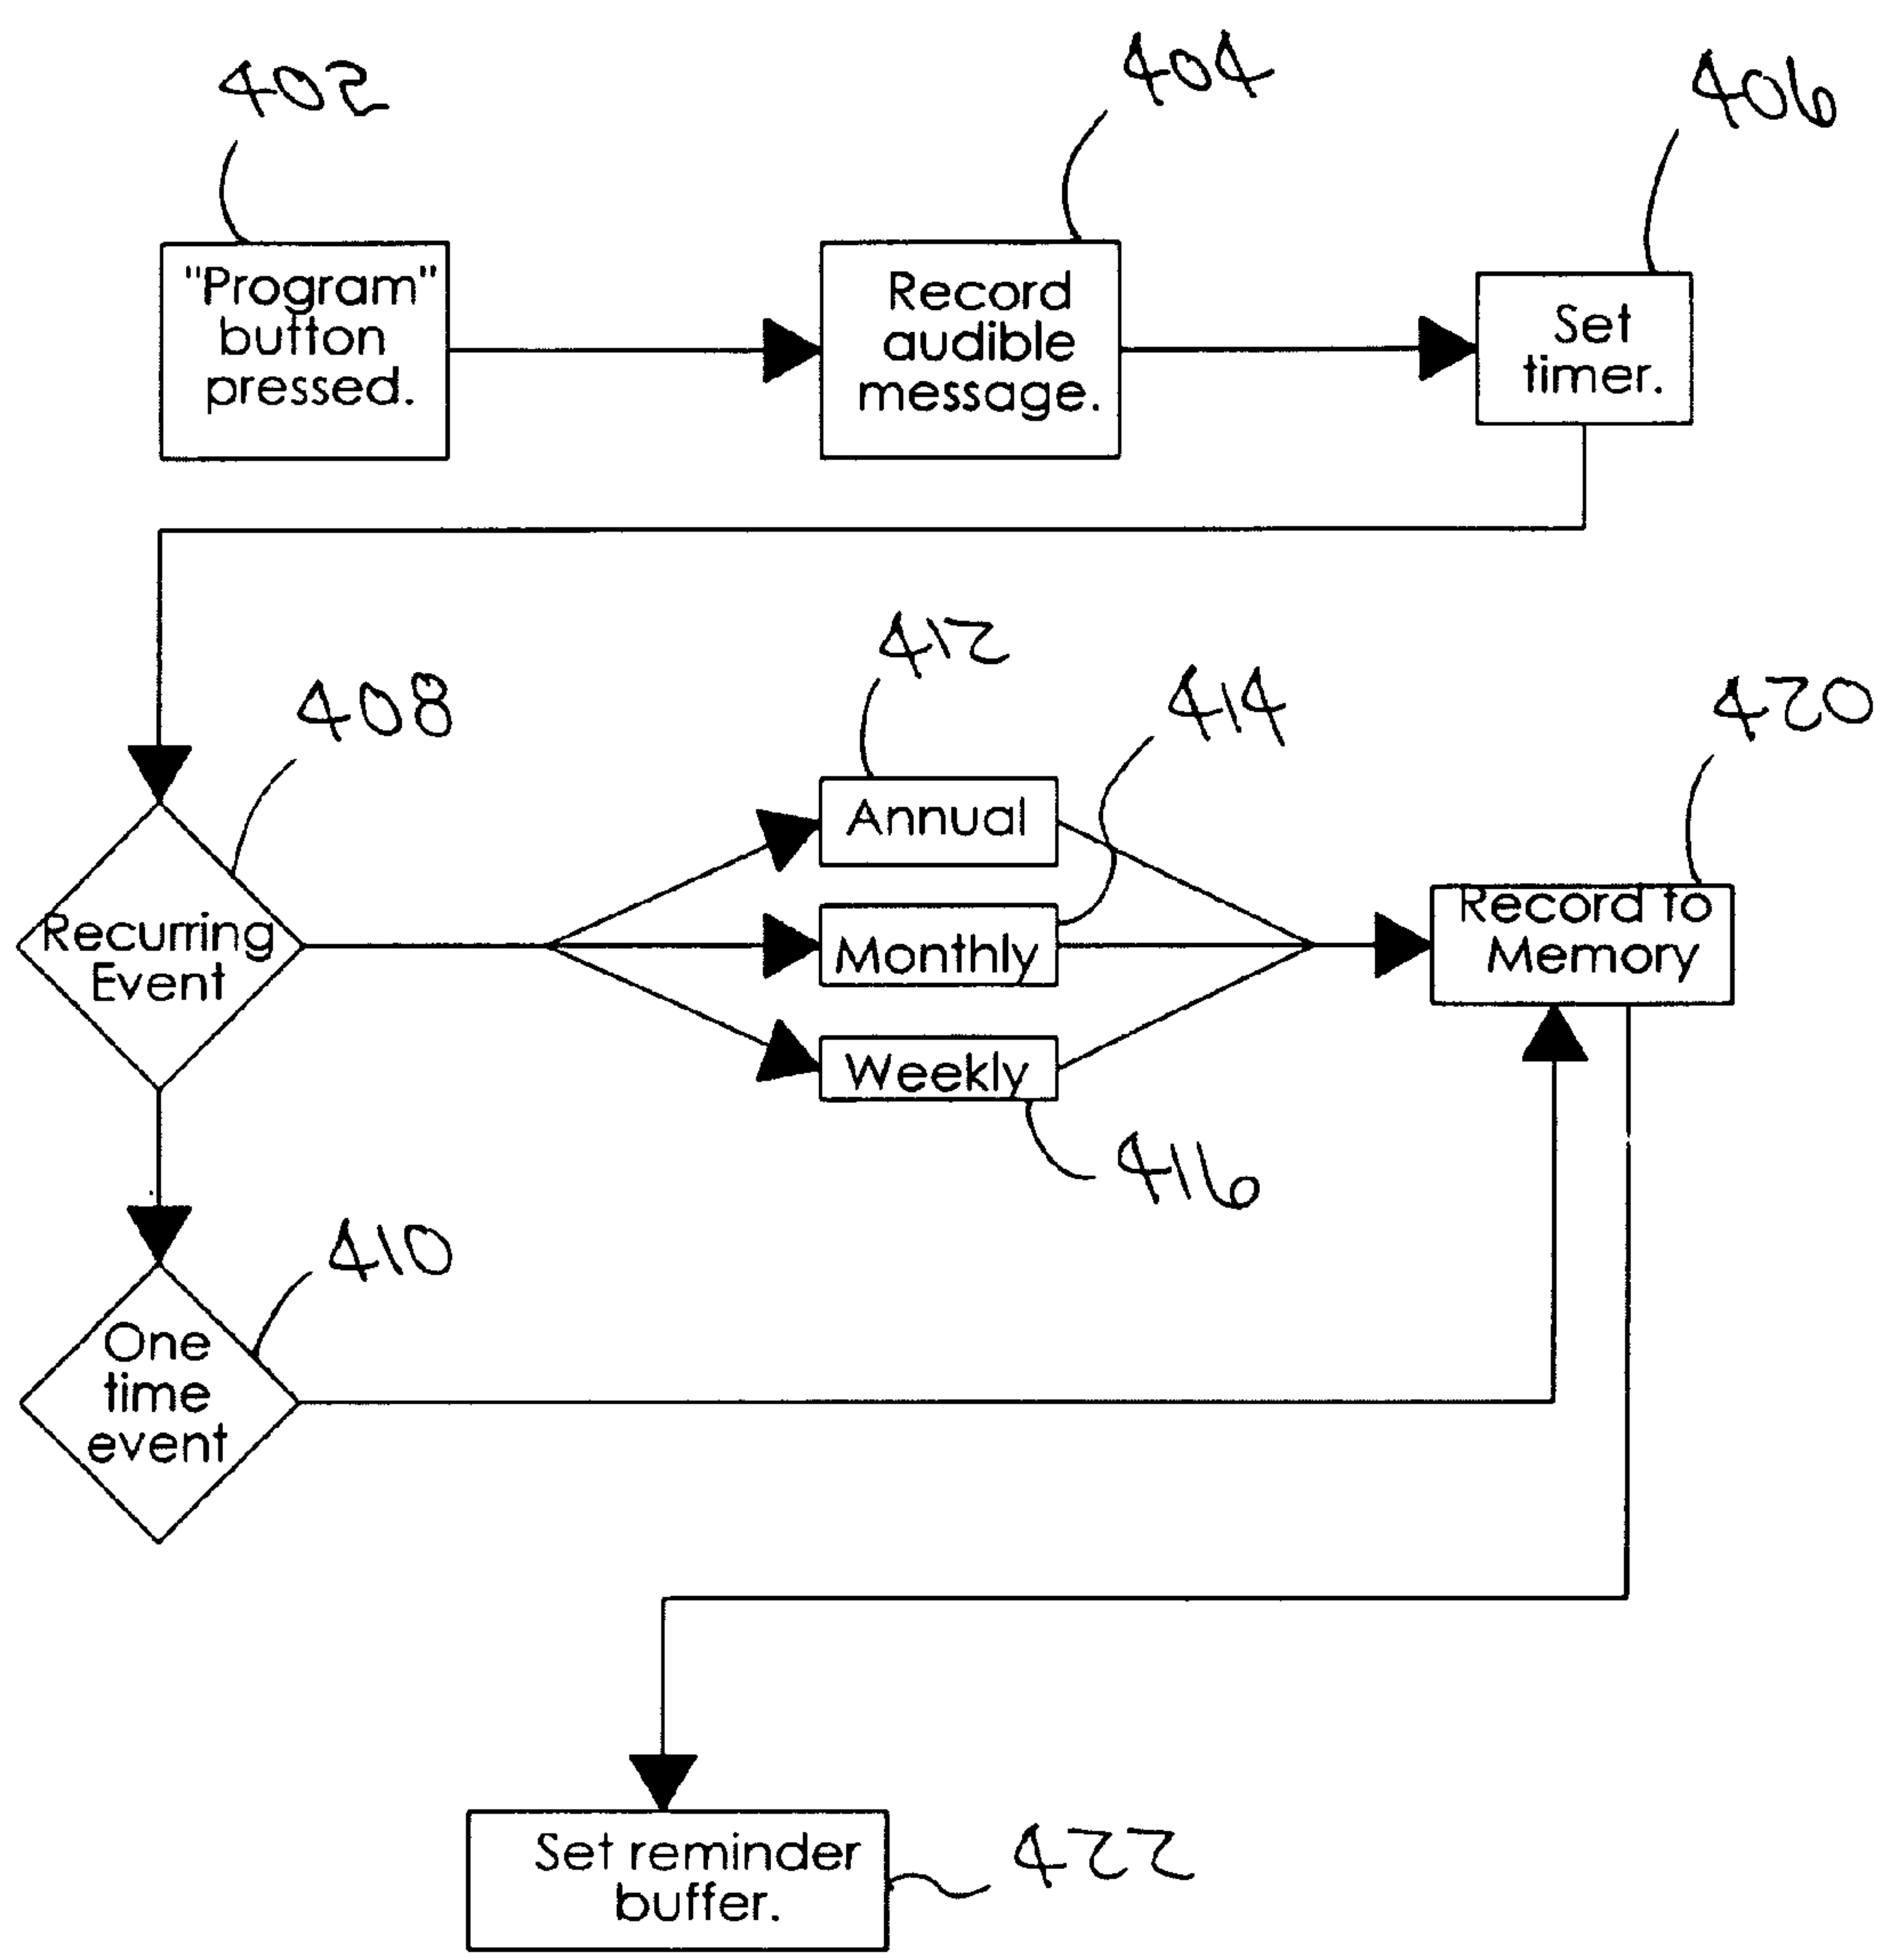 402
404
406
"Program"
button
pressed.
Record
audible
message.
Set
timer.
412
414
408
420
Annual
Recurring
Event
Monthly
Record to
Memory
Weekly
416
410
One
time
event
Set reminder
buffer.
422